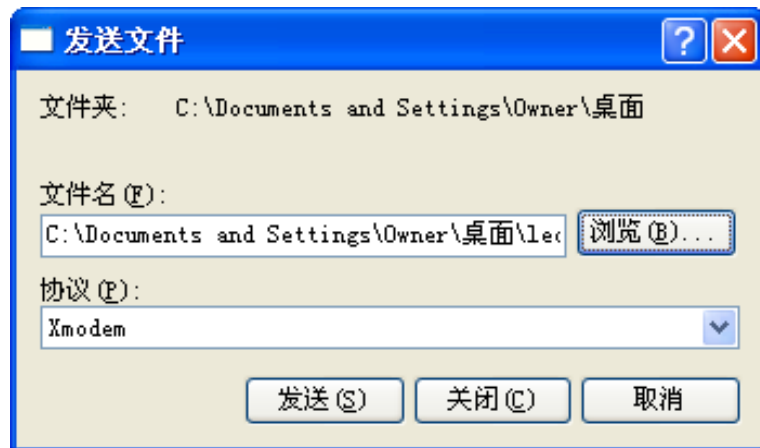 发送文件
文件夹: C:\Documents and Settings\Owner\桌面
文件名(F):
C:\Documents and Settings\Owner\桌面\le
浏览(B)...
协议(P):
Xmodem
发送(S) 关闭(C) 取消